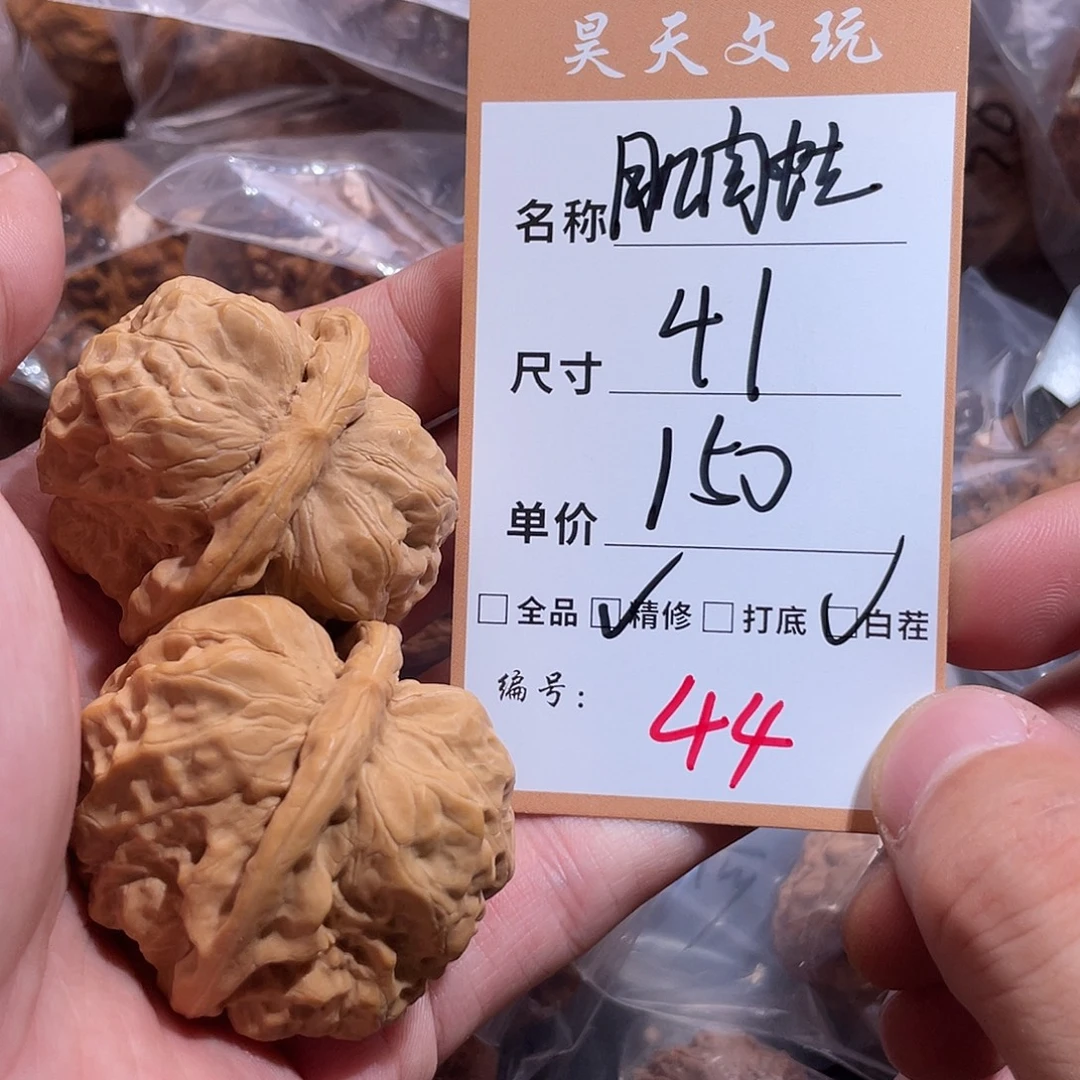 昊天文玩
名称 肌肉蛙
尺寸 41
单价 150
□ 全品 ☑ 精修 □ 打底 ☑ 白茬
编号: 44